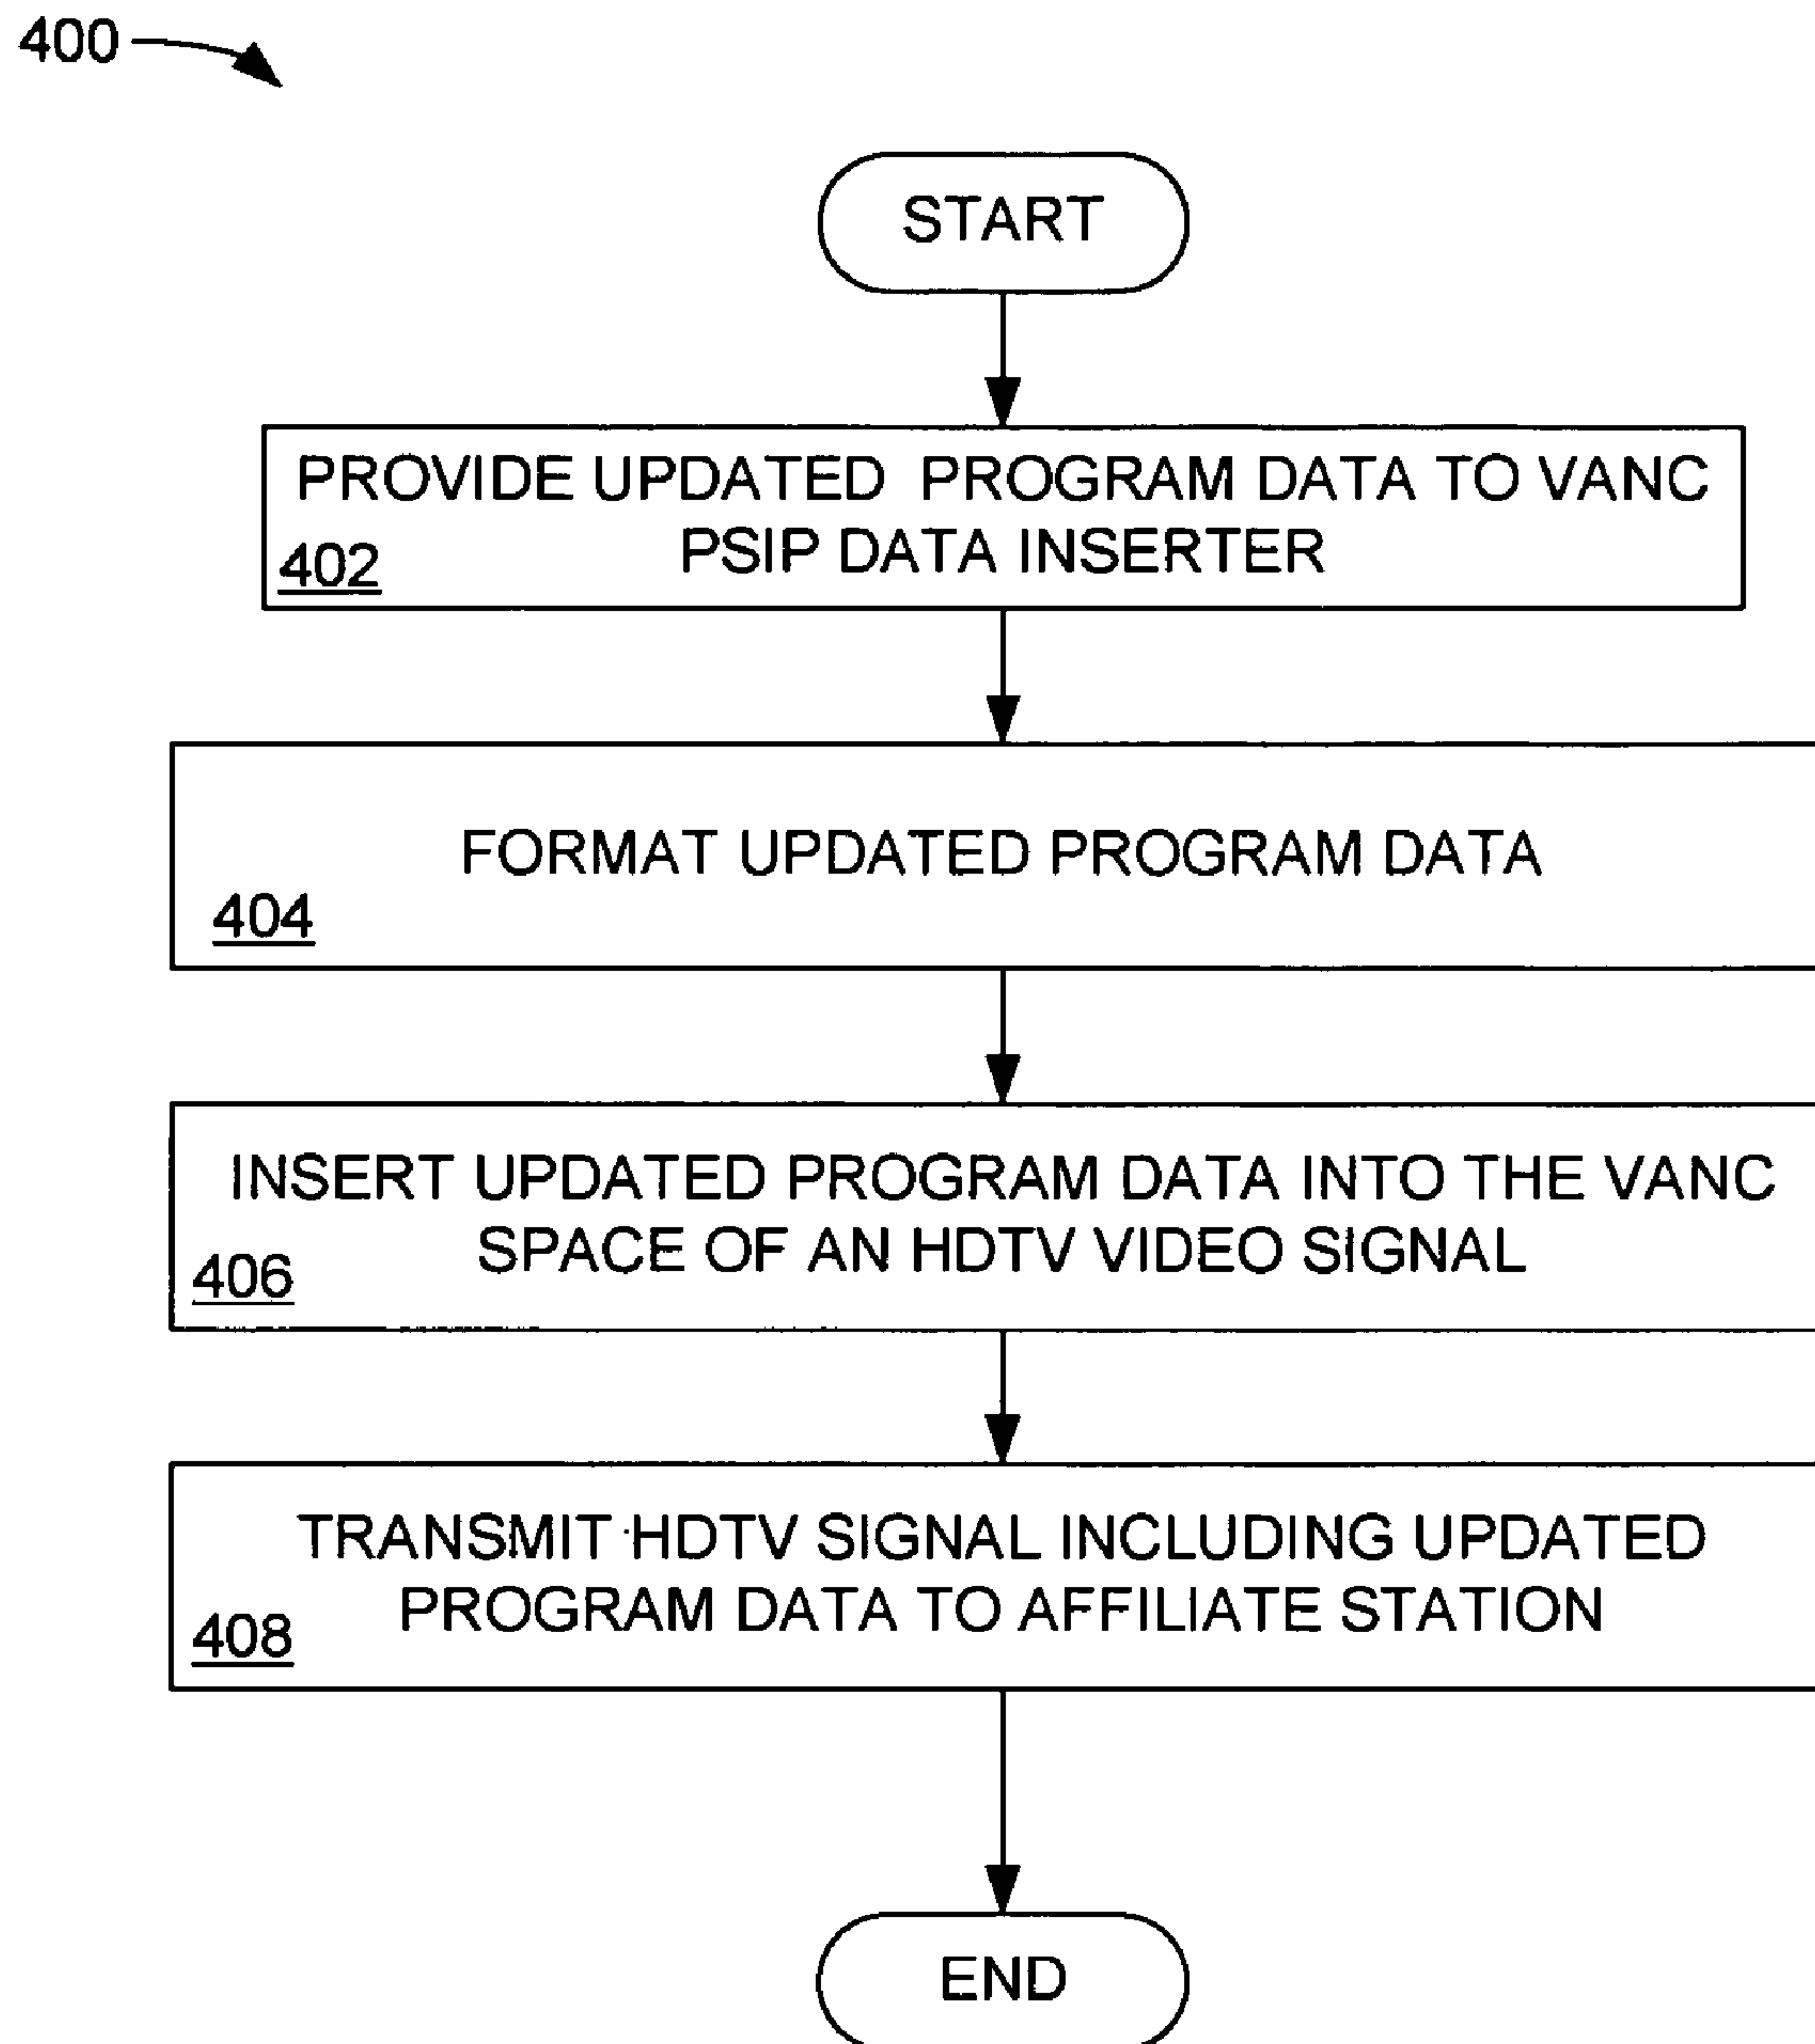 400
START
PROVIDE UPDATED PROGRAM DATA TO VANC
PSIP DATA INSERTER
402
FORMAT UPDATED PROGRAM DATA
404
INSERT UPDATED PROGRAM DATA INTO THE VANC
SPACE OF AN HDTV VIDEO SIGNAL
406
TRANSMIT HDTV SIGNAL INCLUDING UPDATED
PROGRAM DATA TO AFFILIATE STATION
408
END